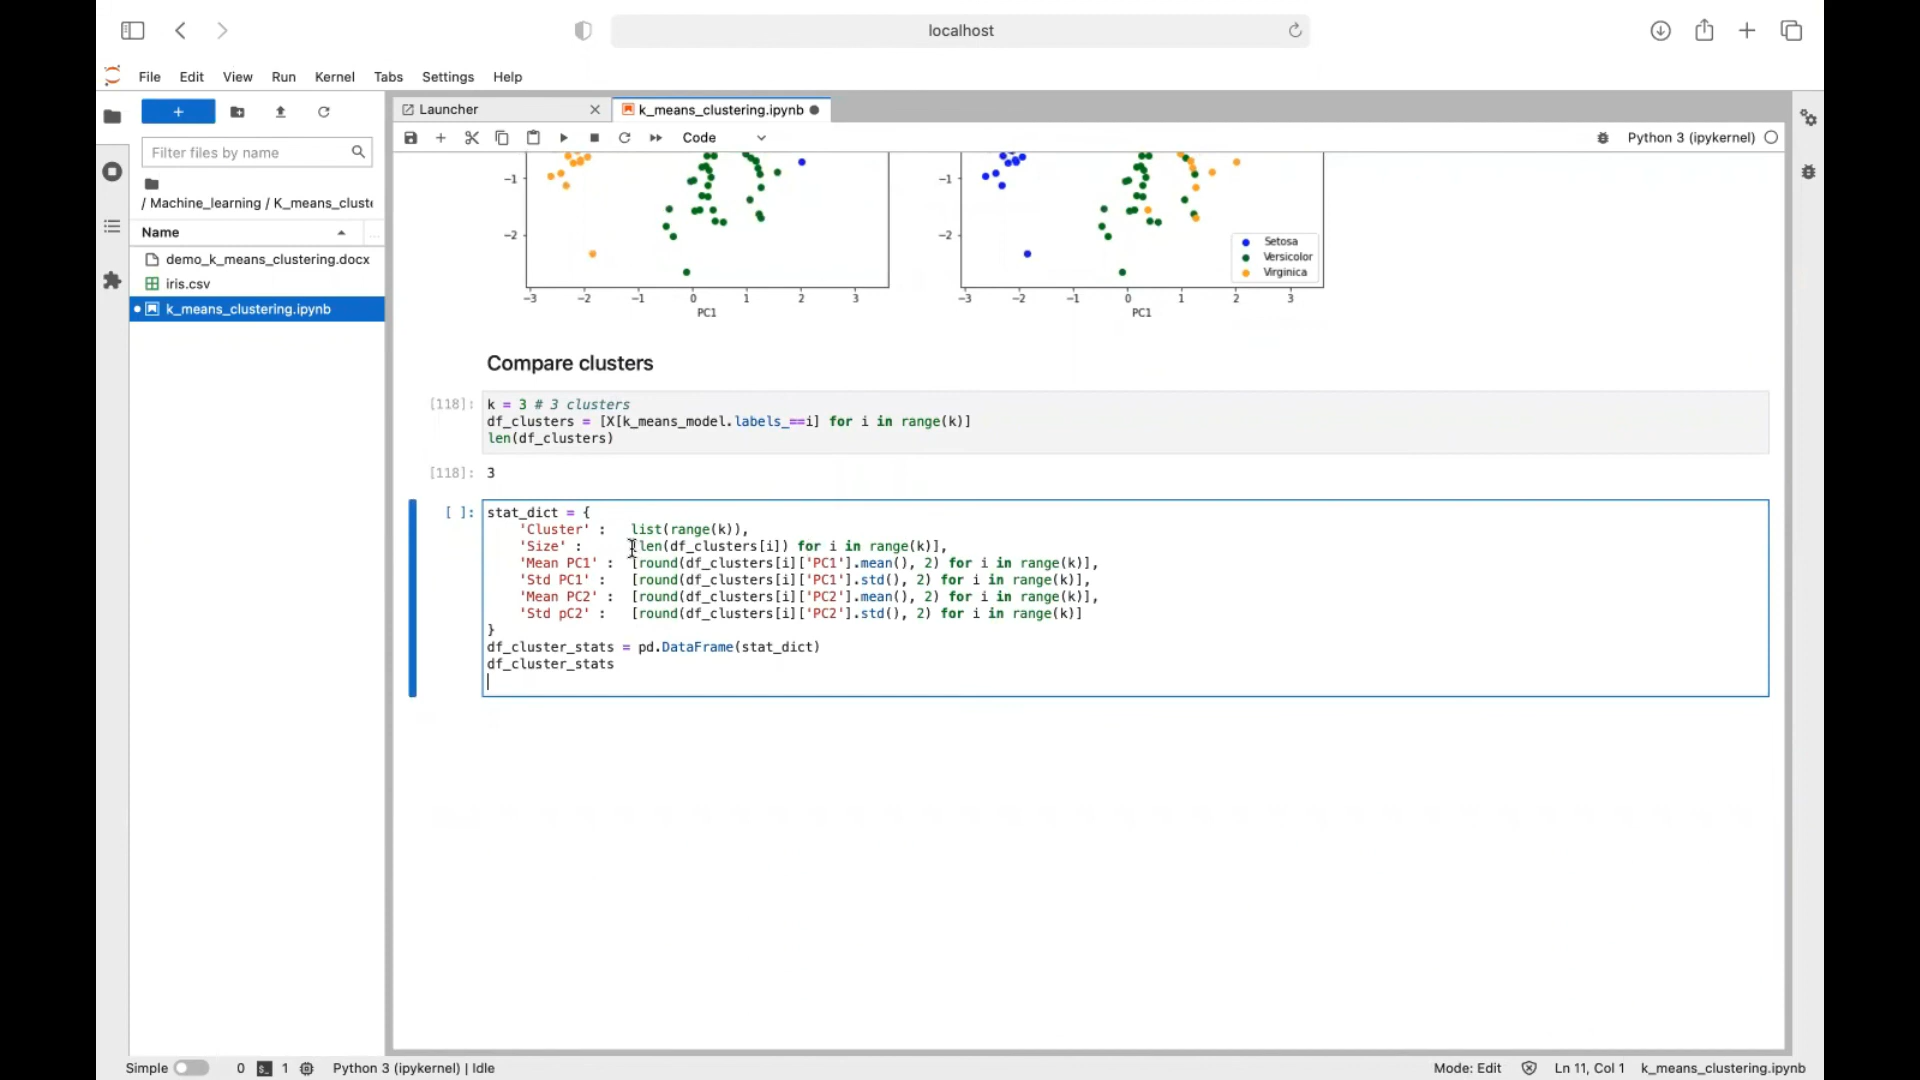 localhost
File Edit View Run Kernel Tabs Settings Help
Filter files by name
/ Machine_learning / K_means_cluste
Name
demo_k_means_clustering.docx
iris.csv
k_means_clustering.ipynb
Launcher
k_means_clustering.ipynb
Code
Python 3 (ipykernel)
−1
−2
−3 −2 −1 0 1 2 3
PC1
−1
−2
Setosa
Versicolor
Virginica
−3 −2 −1 0 1 2 3
PC1
Compare clusters
[118]: k = 3 # 3 clusters
df_clusters = [X[k_means_model.labels_==i] for i in range(k)]
len(df_clusters)
[118]: 3
[ ]: stat_dict = {
'Cluster' : list(range(k)),
'Size' : [len(df_clusters[i]) for i in range(k)],
'Mean PC1' : [round(df_clusters[i]['PC1'].mean(), 2) for i in range(k)],
'Std PC1' : [round(df_clusters[i]['PC1'].std(), 2) for i in range(k)],
'Mean PC2' : [round(df_clusters[i]['PC2'].mean(), 2) for i in range(k)],
'Std pC2' : [round(df_clusters[i]['PC2'].std(), 2) for i in range(k)]
}
df_cluster_stats = pd.DataFrame(stat_dict)
df_cluster_stats
Simple 0 1 Python 3 (ipykernel) | Idle
Mode: Edit Ln 11, Col 1 k_means_clustering.ipynb